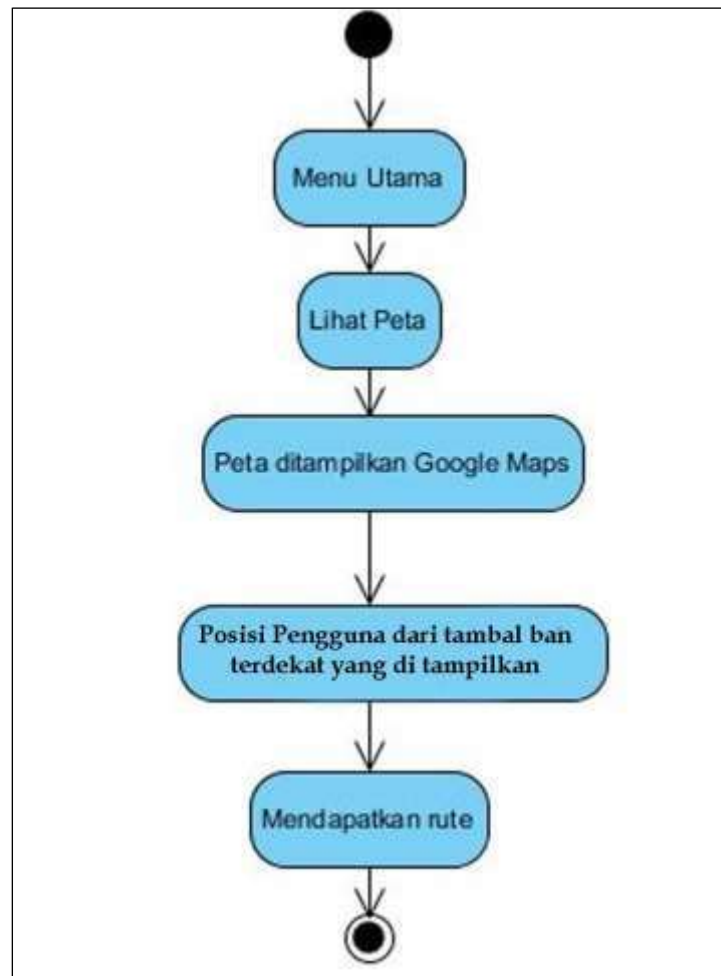 Menu Utama
Lihat Peta
Peta ditampilkan Google Maps
Posisi Pengguna dari tambal ban
terdekat yang di tampilkan
Mendapatkan rute